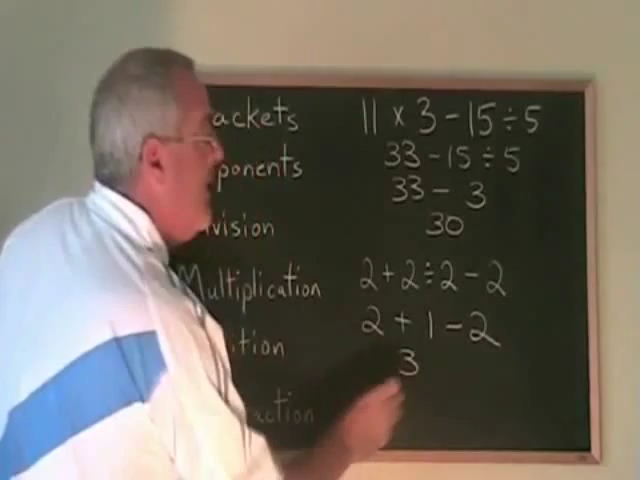 ackets
ponents
vision
Multiplication
ition
action
11 × 3 - 15 ÷ 5
33 - 15 ÷ 5
33 - 3
30
2 + 2 ÷ 2 - 2
2 + 1 - 2
3